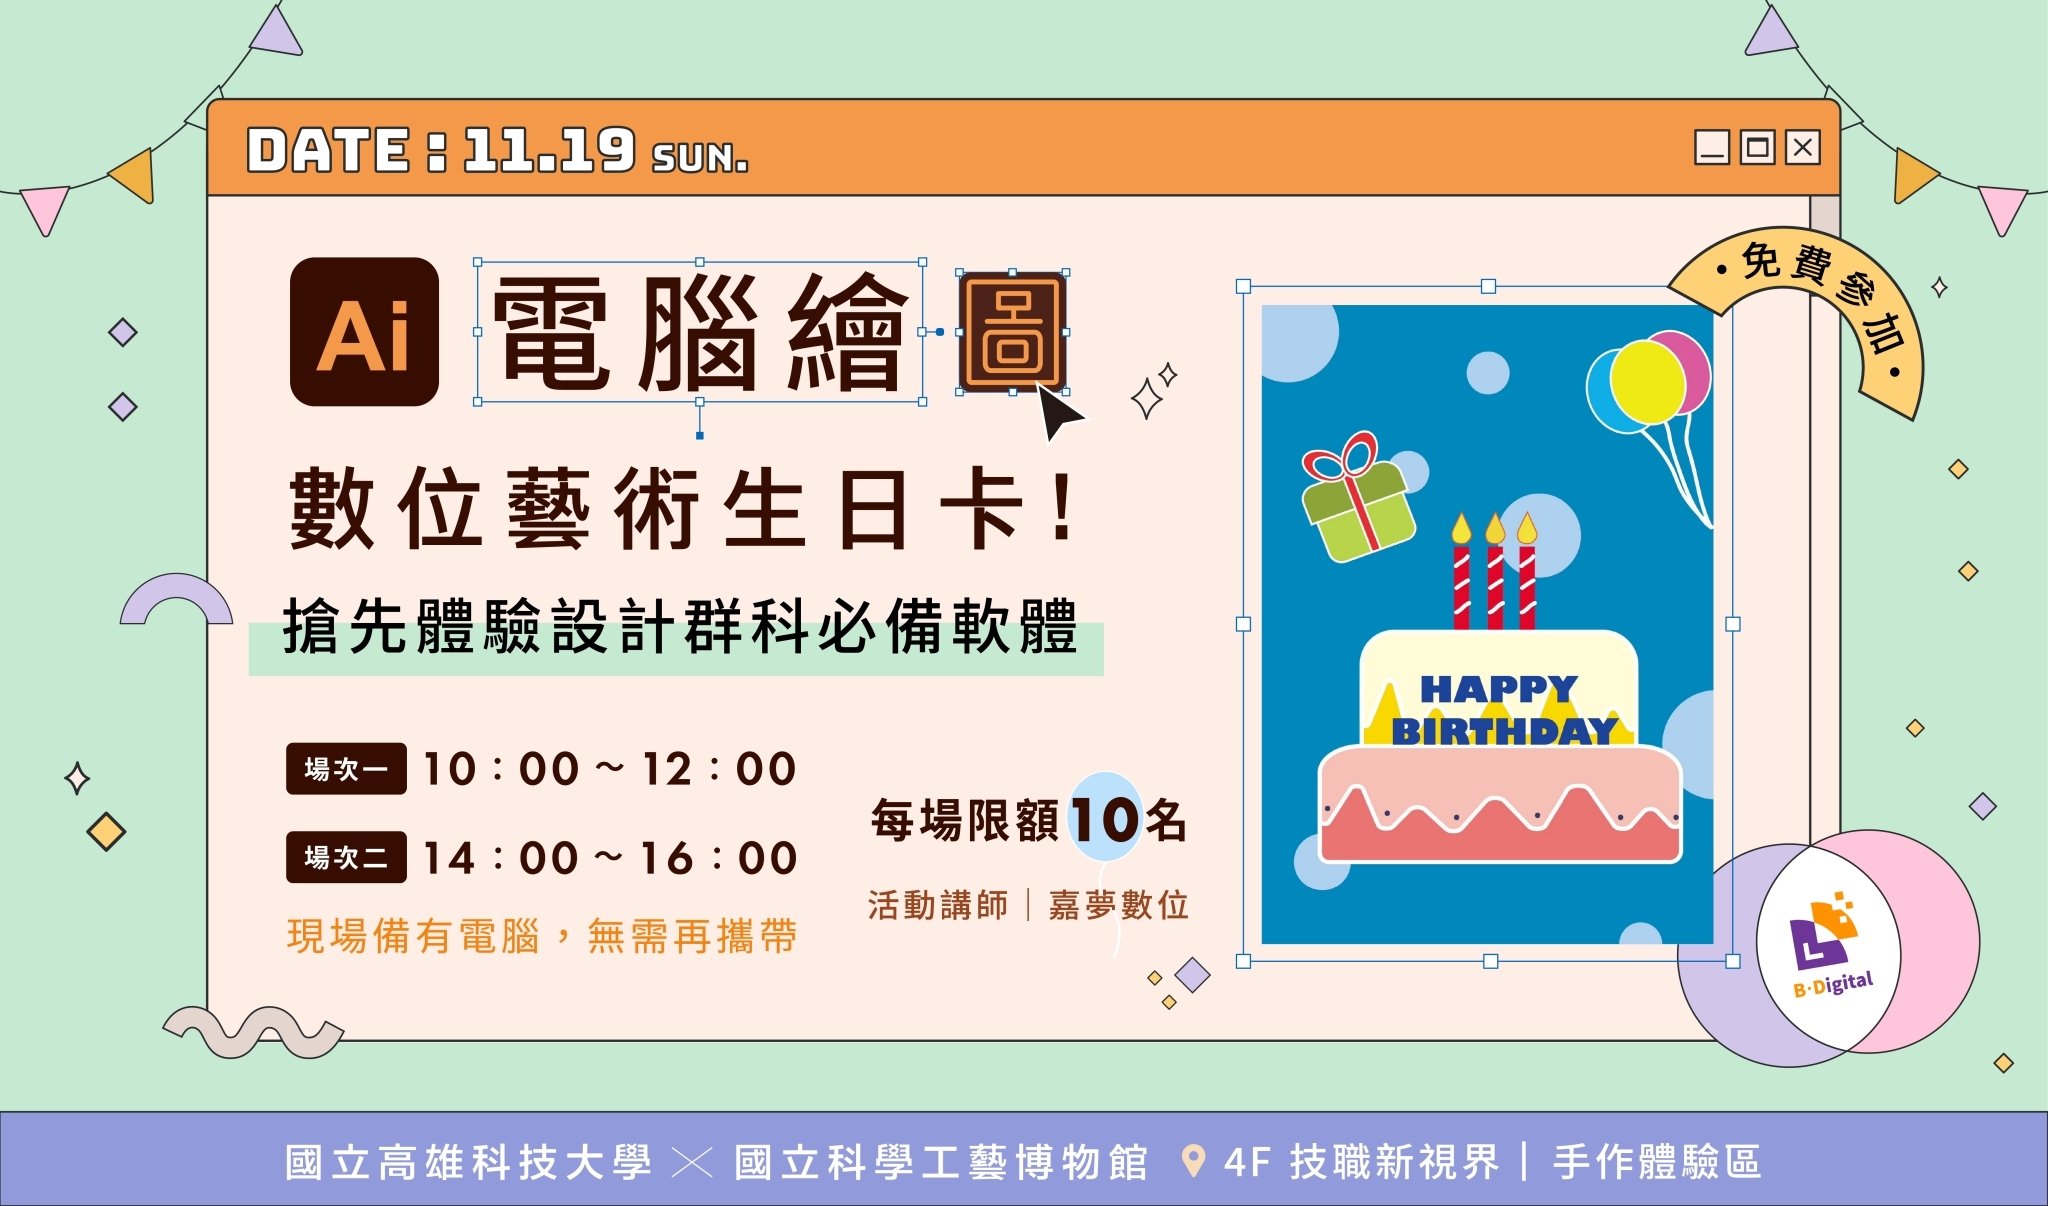 DATE : 11.19 SUN.
免費參加
Ai 電腦繪圖
數位藝術生日卡!
搶先體驗設計群科必備軟體
HAPPY
BIRTHDAY
場次一 10:00~12:00
場次二 14:00~16:00
現場備有電腦,無需再攜帶
每場限額10名
活動講師|嘉夢數位
B·Digital
國立高雄科技大學 × 國立科學工藝博物館 4F 技職新視界|手作體驗區